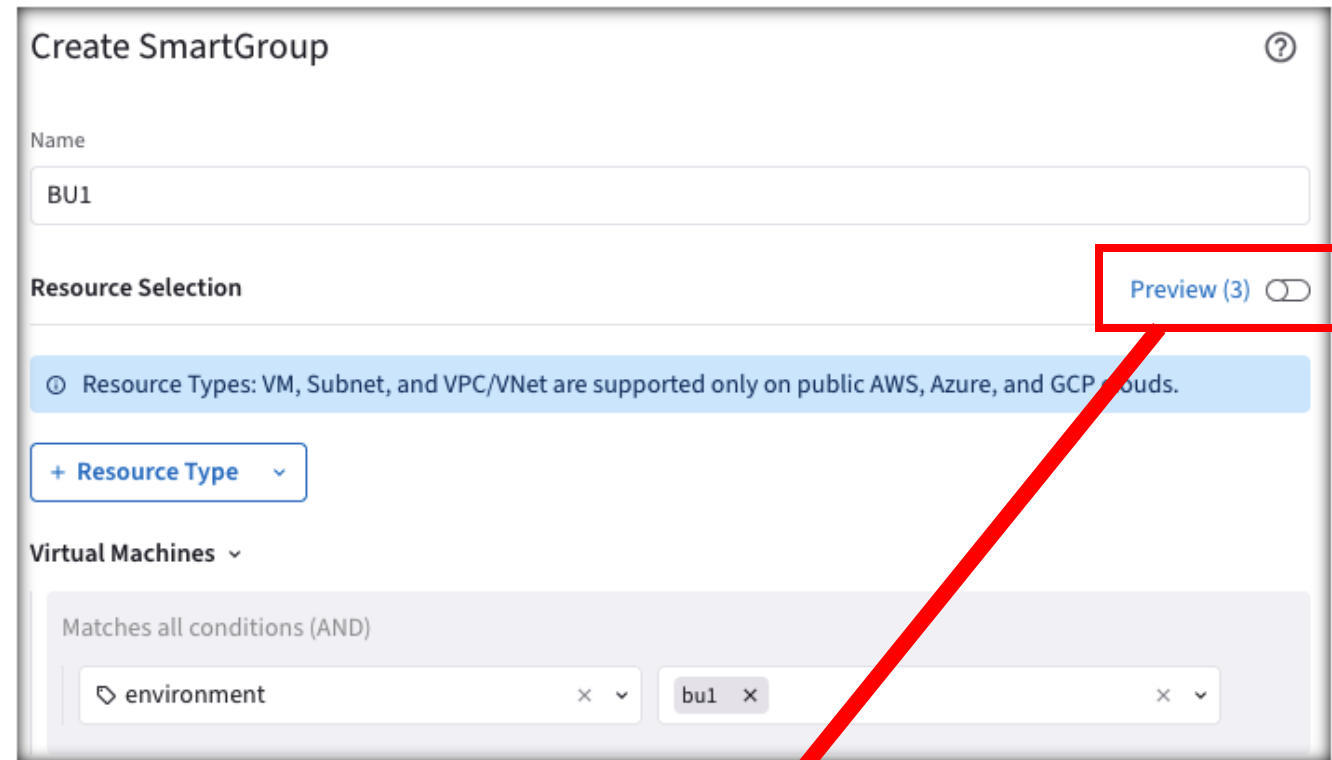 Create SmartGroup
Name
BU1
Resource Selection
Preview (3)
Resource Types: VM, Subnet, and VPC/VNet are supported only on public AWS, Azure, and GCP clouds.
+ Resource Type
Virtual Machines
Matches all conditions (AND)
environment
bu1